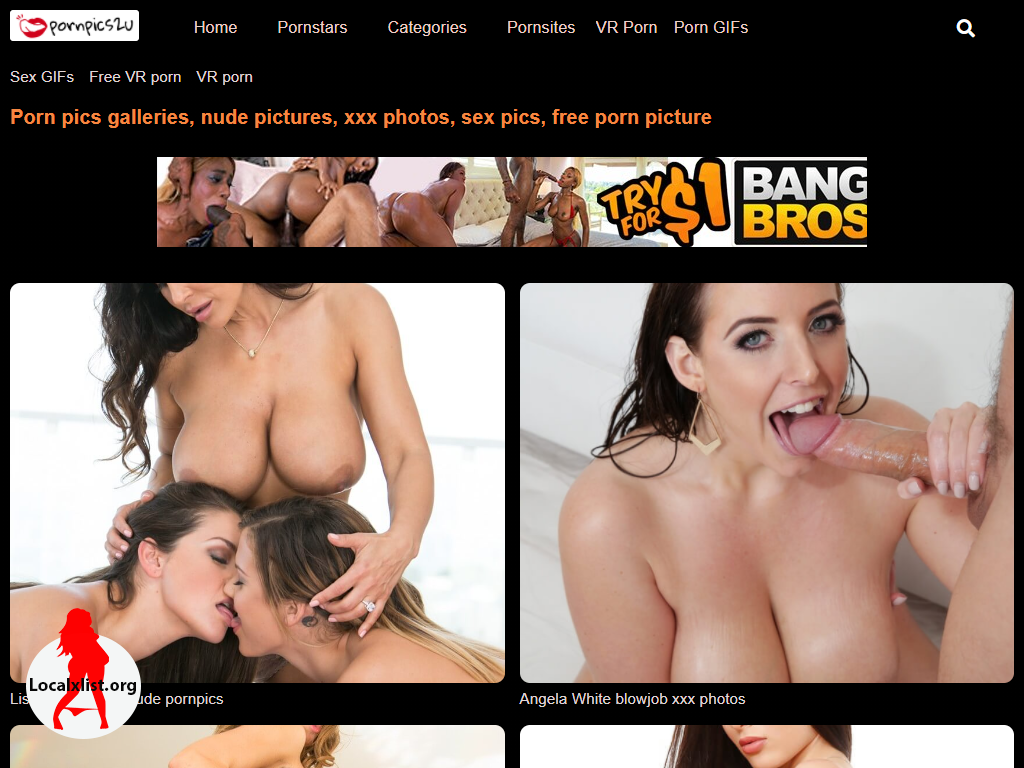 pornpics2u
Home Pornstars Categories Pornsites VR Porn Porn GIFs
Sex GIFs Free VR porn VR porn
Porn pics galleries, nude pictures, xxx photos, sex pics, free porn picture
TRY FOR $1
BANG BROS
Localxlist.org
ude pornpics
Angela White blowjob xxx photos